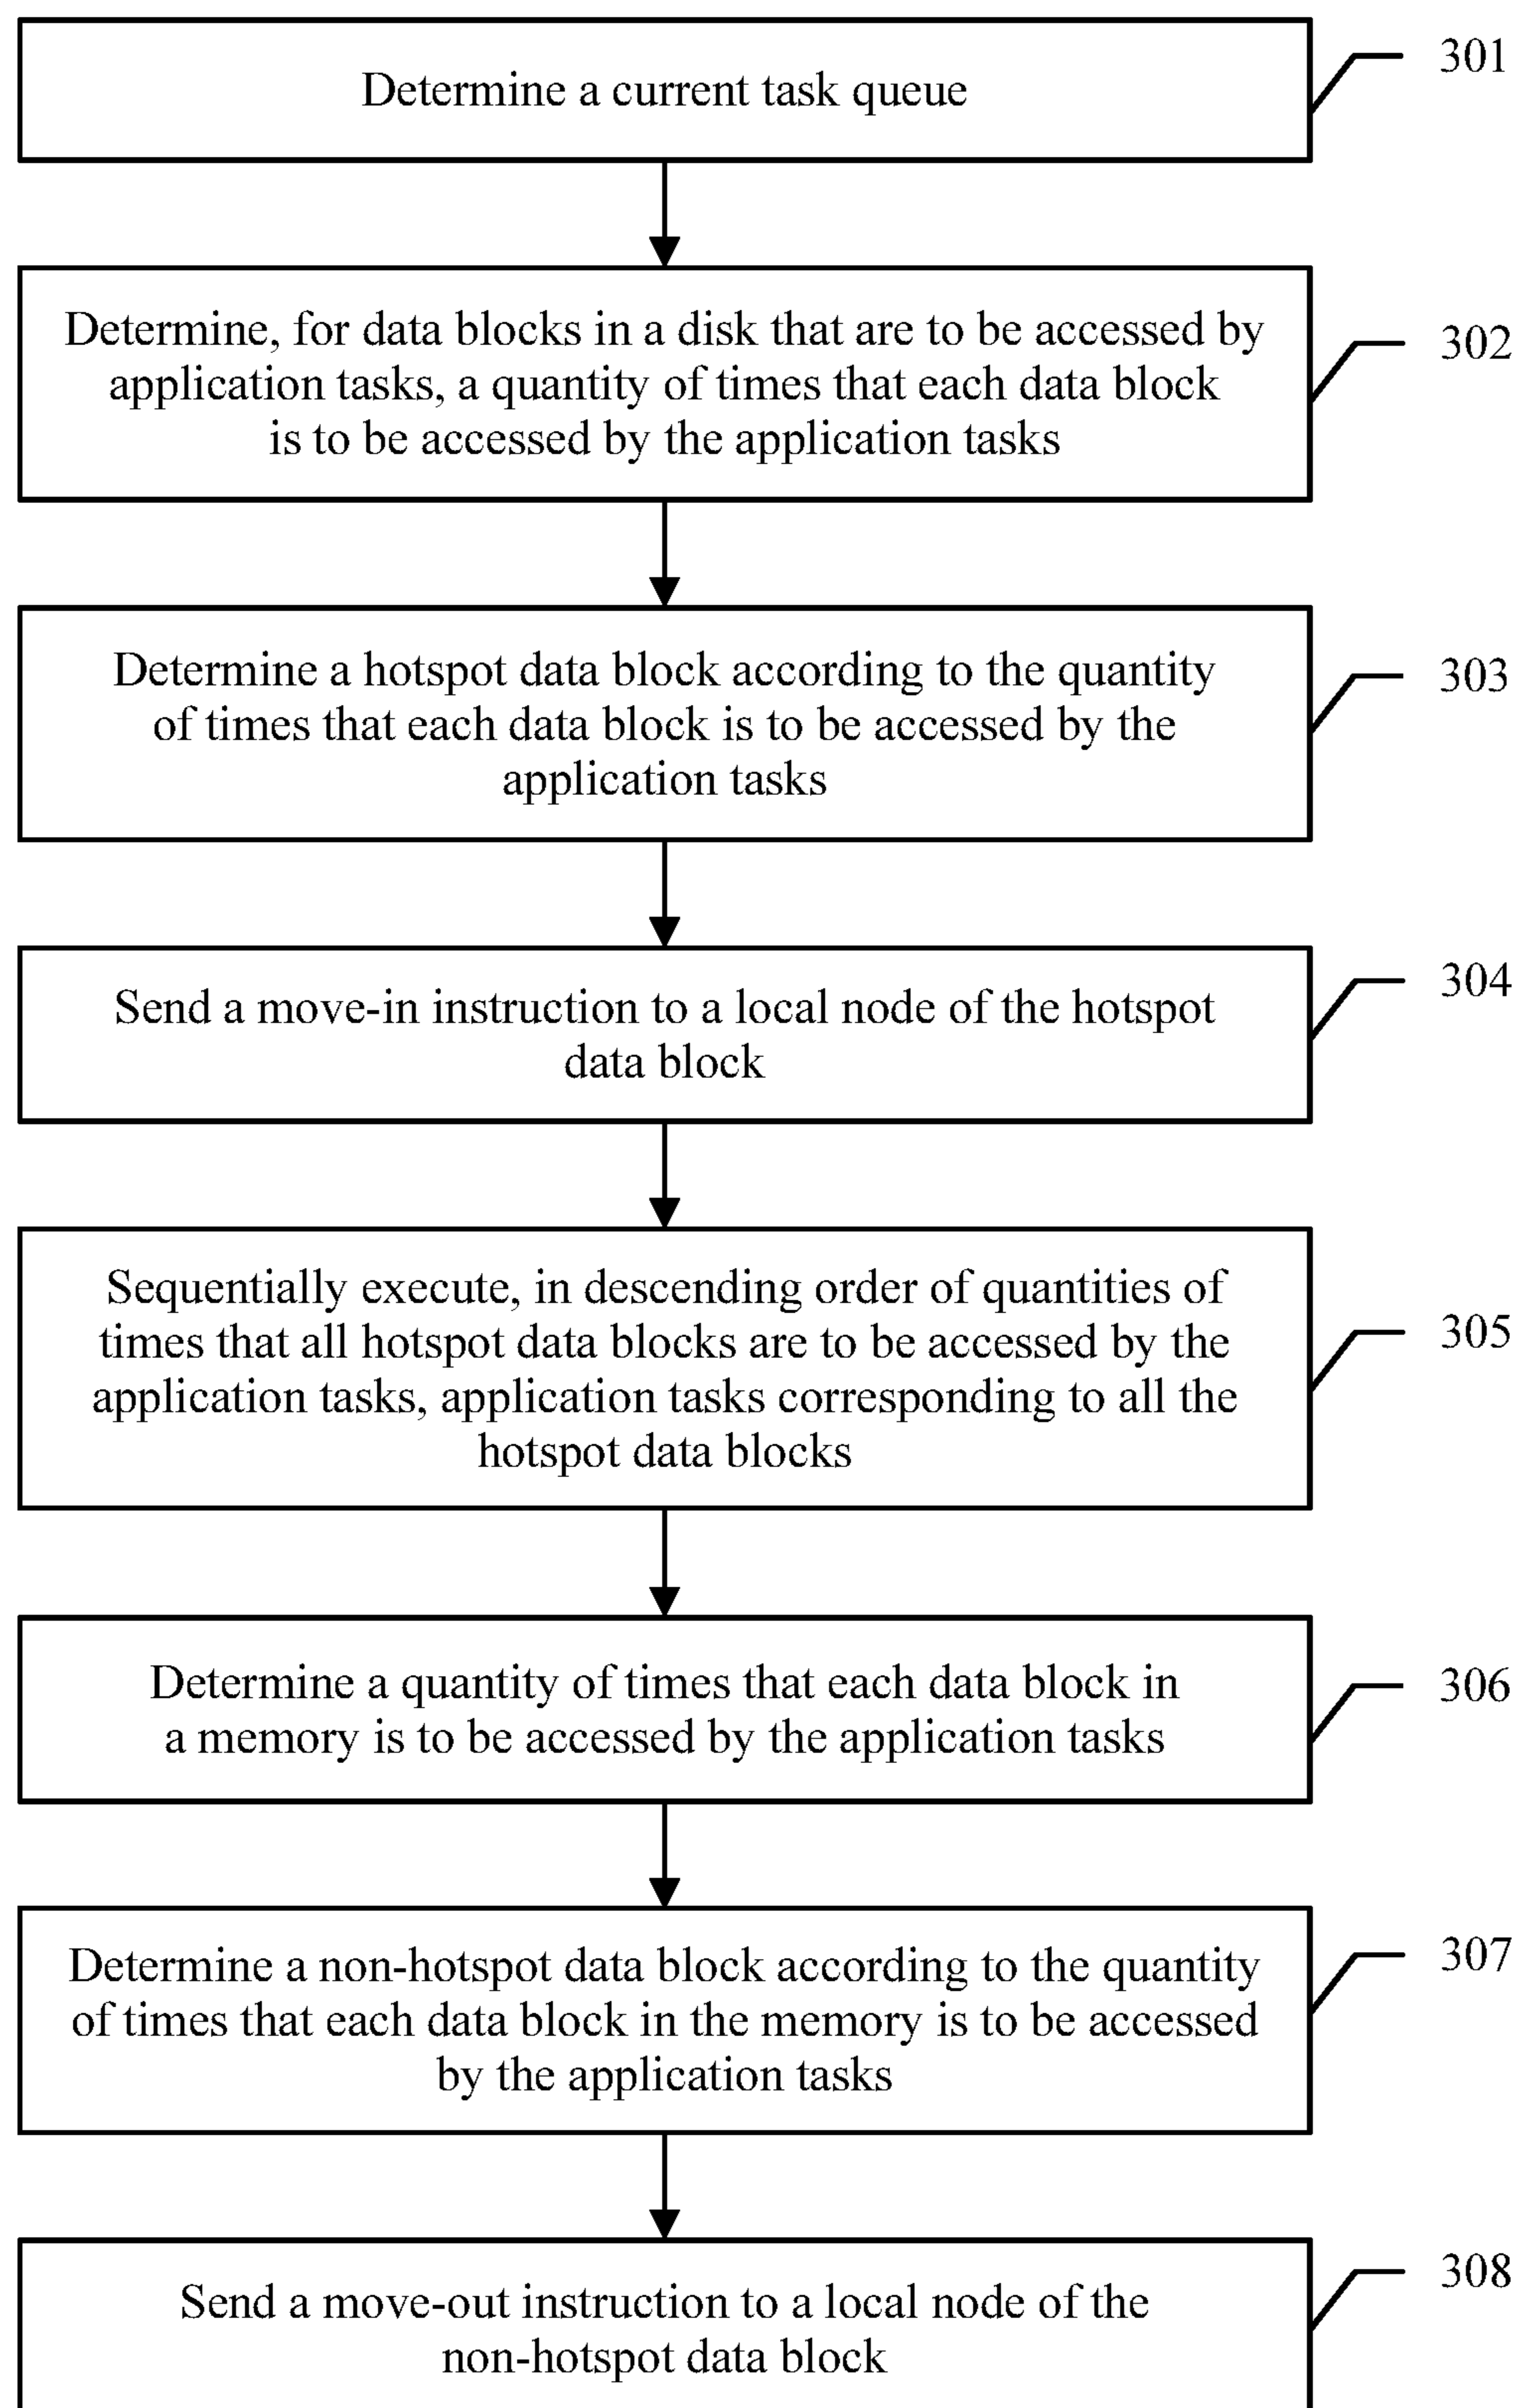 Determine a current task queue
301
Determine, for data blocks in a disk that are to be accessed by
application tasks, a quantity of times that each data block
is to be accessed by the application tasks
302
Determine a hotspot data block according to the quantity
of times that each data block is to be accessed by the
application tasks
303
Send a move-in instruction to a local node of the hotspot
data block
304
Sequentially execute, in descending order of quantities of
times that all hotspot data blocks are to be accessed by the
application tasks, application tasks corresponding to all the
hotspot data blocks
305
Determine a quantity of times that each data block in
a memory is to be accessed by the application tasks
306
Determine a non-hotspot data block according to the quantity
of times that each data block in the memory is to be accessed
by the application tasks
307
Send a move-out instruction to a local node of the
non-hotspot data block
308